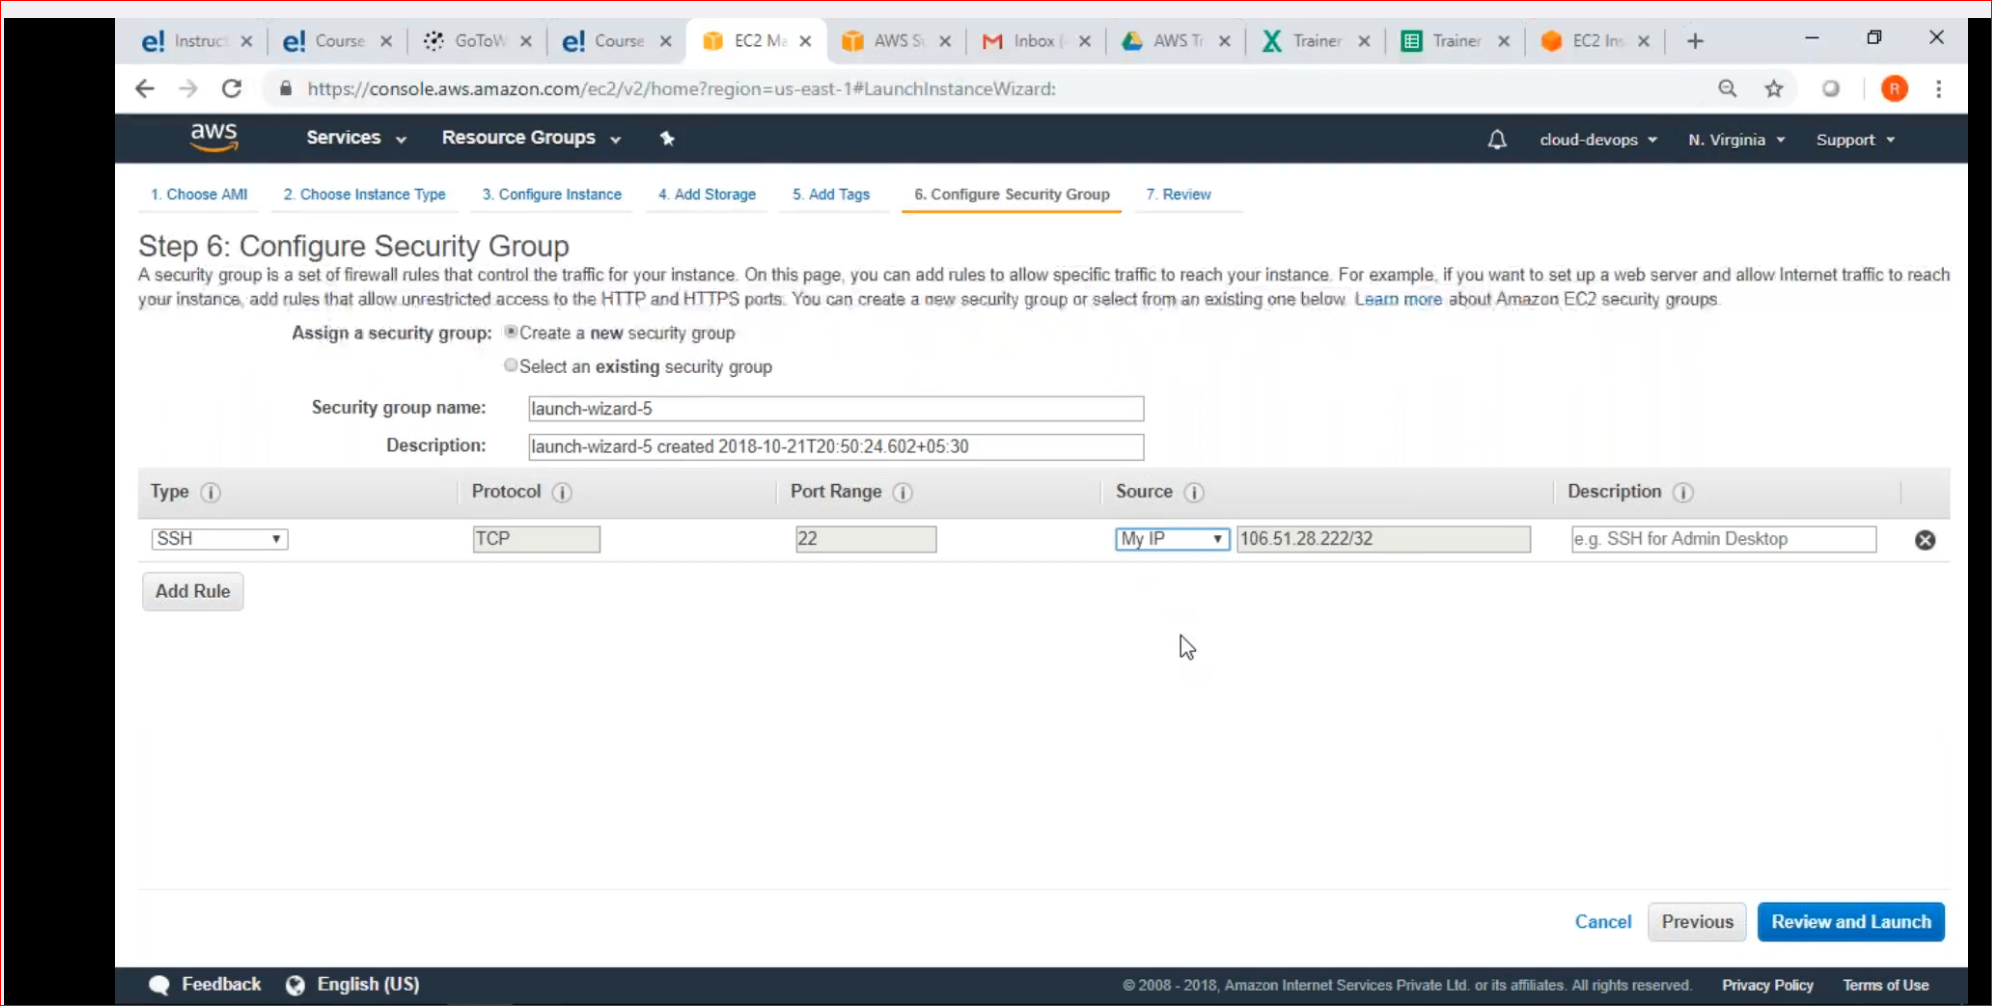 e! Instruc
e! Course
GoToW
e! Course
EC2 Ma
AWS S
Inbox (
AWS Tr
Trainer
Trainer
EC2 Ins
https://console.aws.amazon.com/ec2/v2/home?region=us-east-1#LaunchInstanceWizard:
R
aws
Services
Resource Groups
cloud-devops
N. Virginia
Support
1. Choose AMI
2. Choose Instance Type
3. Configure Instance
4. Add Storage
5. Add Tags
6. Configure Security Group
7. Review
Step 6: Configure Security Group
A security group is a set of firewall rules that control the traffic for your instance. On this page, you can add rules to allow specific traffic to reach your instance. For example, if you want to set up a web server and allow Internet traffic to reach
your instance, add rules that allow unrestricted access to the HTTP and HTTPS ports. You can create a new security group or select from an existing one below. Learn more about Amazon EC2 security groups.
Assign a security group: Create a new security group
Select an existing security group
Security group name: launch-wizard-5
Description: launch-wizard-5 created 2018-10-21T20:50:24.602+05:30
Type i Protocol i Port Range i Source i Description i
SSH TCP 22 My IP 106.51.28.222/32 e.g. SSH for Admin Desktop
Add Rule
Cancel Previous Review and Launch
Feedback English (US) © 2008 - 2018, Amazon Internet Services Private Ltd. or its affiliates. All rights reserved. Privacy Policy Terms of Use